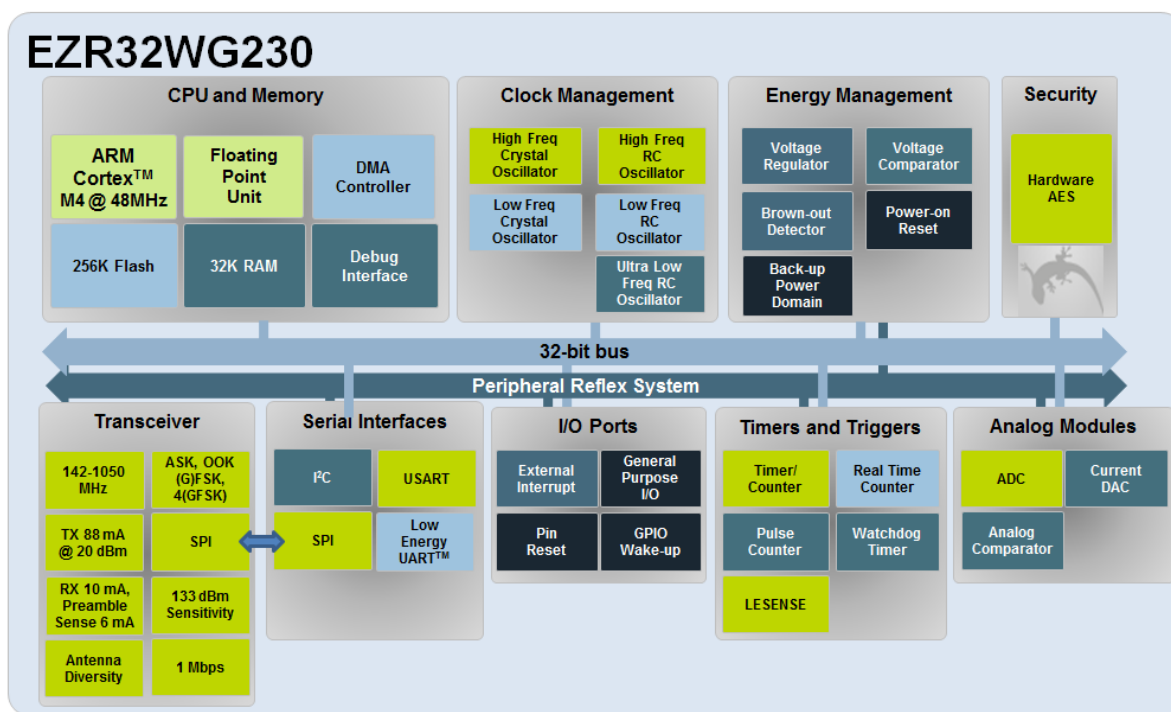 EZR32WG230
CPU and Memory
ARM
Cortex™
M4 @ 48MHz
Floating
Point
Unit
DMA
Controller
256K Flash
32K RAM
Debug
Interface
Clock Management
High Freq
Crystal
Oscillator
High Freq
RC
Oscillator
Low Freq
Crystal
Oscillator
Low Freq
RC
Oscillator
Ultra Low
Freq RC
Oscillator
Energy Management
Voltage
Regulator
Voltage
Comparator
Brown-out
Detector
Power-on
Reset
Back-up
Power
Domain
Security
Hardware
AES
32-bit bus
Peripheral Reflex System
Transceiver
142-1050
MHz
ASK, OOK
(G)FSK,
4(GFSK)
TX 88 mA
@ 20 dBm
SPI
RX 10 mA,
Preamble
Sense 6 mA
133 dBm
Sensitivity
Antenna
Diversity
1 Mbps
Serial Interfaces
I²C
USART
SPI
Low
Energy
UART™
I/O Ports
External
Interrupt
General
Purpose
I/O
Pin
Reset
GPIO
Wake-up
Timers and Triggers
Timer/
Counter
Real Time
Counter
Pulse
Counter
Watchdog
Timer
LESENSE
Analog Modules
ADC
Current
DAC
Analog
Comparator